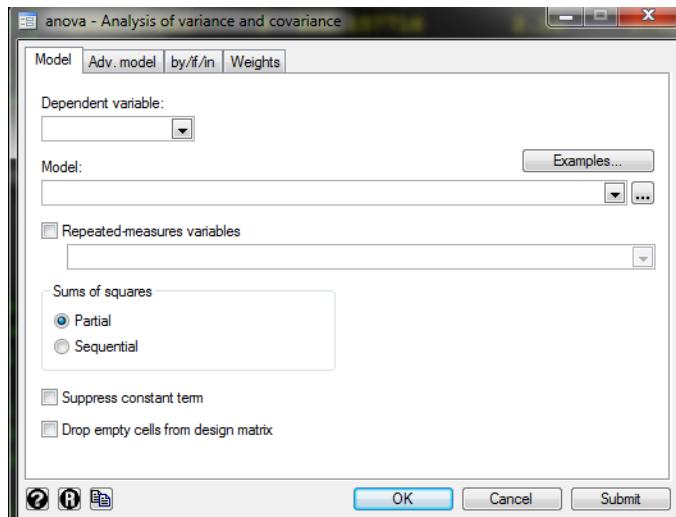 anova - Analysis of variance and covariance
Model Adv. model by/if/in Weights
Dependent variable:
Examples...
Model:
...
Repeated-measures variables
Sums of squares
Partial
Sequential
Suppress constant term
Drop empty cells from design matrix
? R OK Cancel Submit